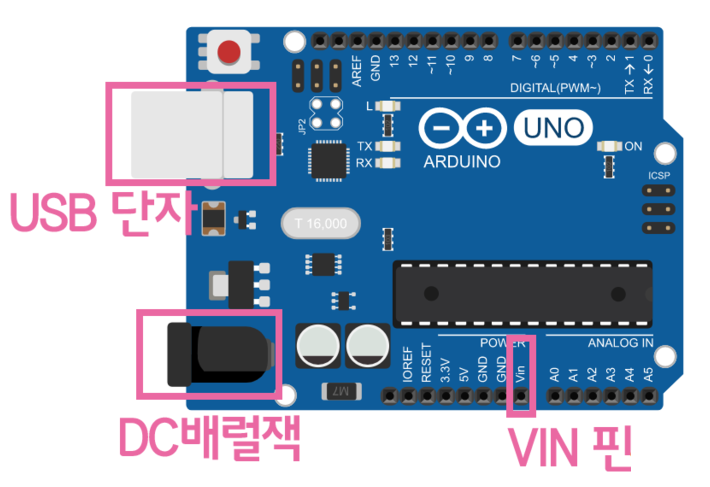 AREF
GND
13
12
~11
~10
9
8
7
~6
~5
4
~3
2
TX→1
RX←0
DIGITAL(PWM~)
JP2
L
TX
RX
UNO
ARDUINO
ON
ICSP
USB 단자
T 16,000
POWER
ANALOG IN
IOREF
RESET
3.3V
5V
GND
GND
Vin
A0
A1
A2
A3
A4
A5
M7
DC배럴잭
VIN 핀